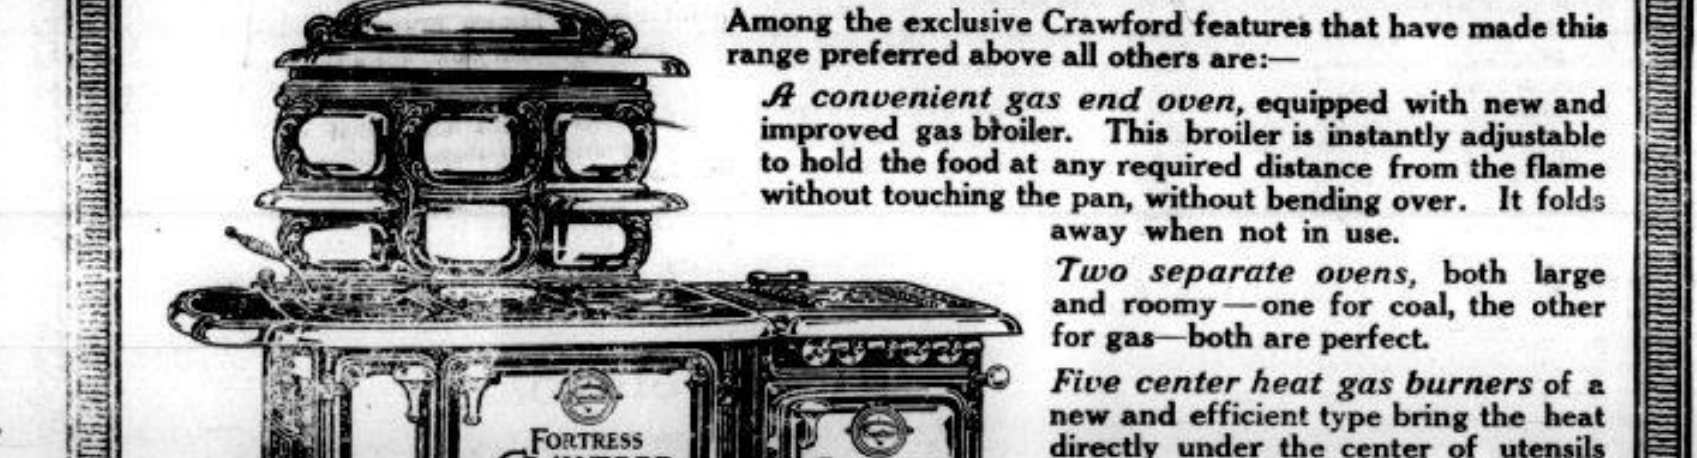 Among the exclusive Crawford features that have made this
range preferred above all others are:—
A convenient gas end oven, equipped with new and
improved gas broiler. This broiler is instantly adjustable
to hold the food at any required distance from the flame
without touching the pan, without bending over. It folds
away when not in use.
Two separate ovens, both large
and roomy—one for coal, the other
for gas—both are perfect.
Five center heat gas burners of a
new and efficient type bring the heat
directly under the center of utensils
FORTRESS